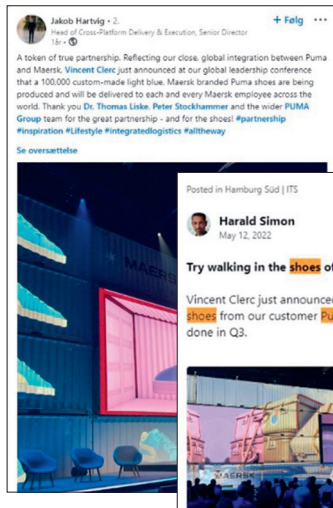 Jakob Hartvig • 2.
+ Følg
Head of Cross-Platform Delivery & Execution, Senior Director
1år •
A token of true partnership. Reflecting our close, global integration between Puma
and Maersk, Vincent Clerc just announced at our global leadership conference
that a 100,000 custom-made light blue. Maersk branded Puma shoes are being
produced and will be delivered to each and every Maersk employee across the
world. Thank you Dr. Thomas Liske, Peter Stockhammer and the wider PUMA
Group team for the great partnership - and for the shoes! #partnership
#inspiration #Lifestyle #integratedlogistics #alltheway
Se oversættelse
MAERSK
Posted in Hamburg Süd | ITS
Harald Simon
May 12, 2022
Try walking in the shoes of
Vincent Clerc just announced
shoes from our customer Pu
done in Q3.
MAERSK